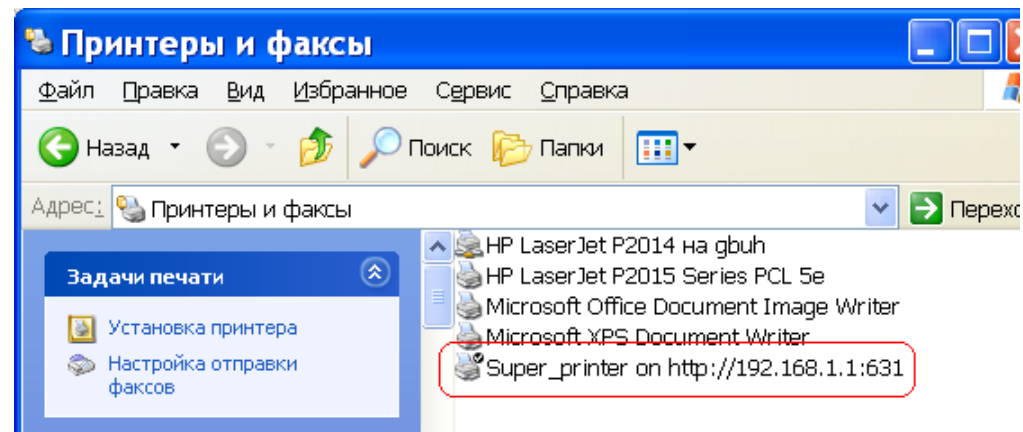 Принтеры и факсы
Файл Правка Вид Избранное Сервис Справка
Назад Поиск Папки
Адрес: Принтеры и факсы
Задачи печати
Установка принтера
Настройка отправки
факсов
HP LaserJet P2014 на gbuh
HP LaserJet P2015 Series PCL 5e
Microsoft Office Document Image Writer
Microsoft XPS Document Writer
Super_printer on http://192.168.1.1:631